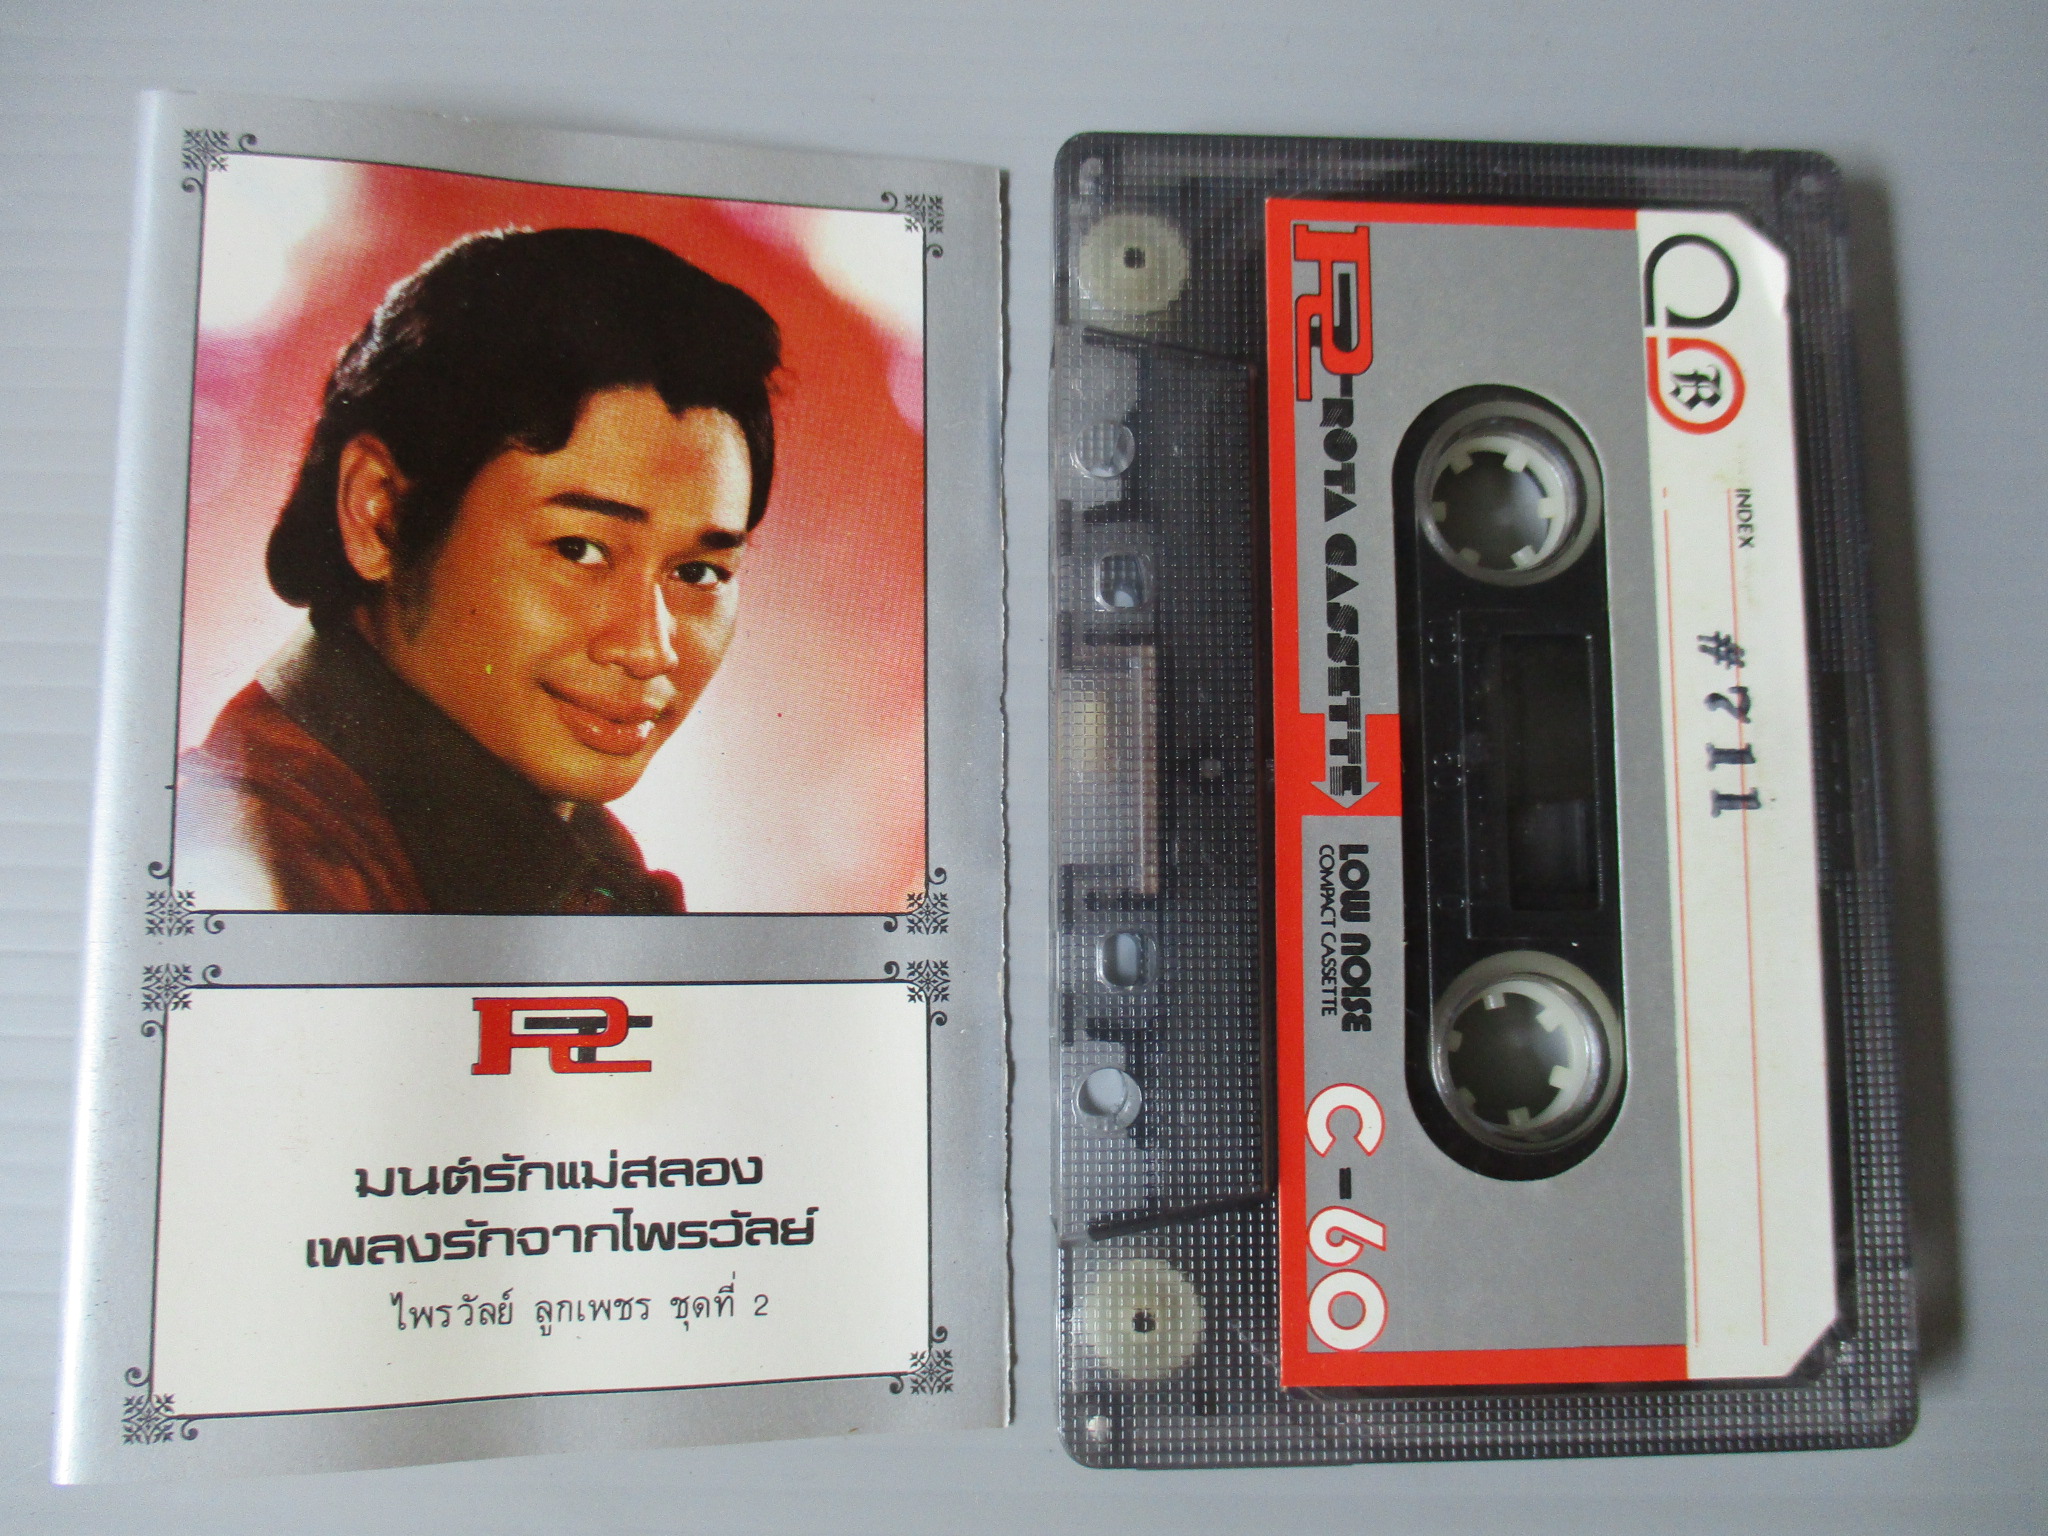 PC
มนต์รักแม่สลอง
เพลงรักจากไพรวัลย์
ไพรวัลย์ ลูกเพชร ชุดที่ 2
B
INDEX
#711
ROTA CASSETTE
LOW NOISE
COMPACT CASSETTE
C-60